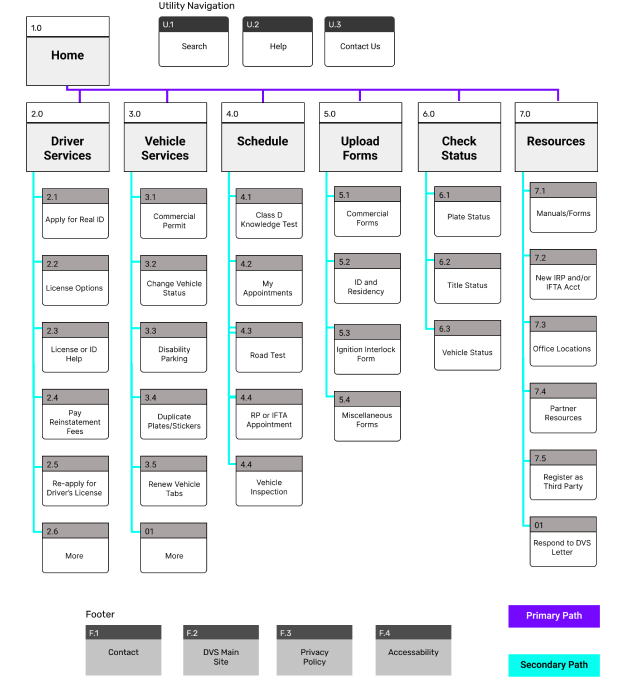 Utility Navigation
1.0
Home
U.1
Search
U.2
Help
U.3
Contact Us
2.0
Driver
Services
3.0
Vehicle
Services
4.0
Schedule
5.0
Upload
Forms
6.0
Check
Status
7.0
Resources
2.1
Apply for Real ID
2.2
License Options
2.3
License or ID
Help
2.4
Pay
Reinstatement
Fees
2.5
Re-apply for
Driver's License
2.6
More
3.1
Commercial
Permit
3.2
Change Vehicle
Status
3.3
Disability
Parking
3.4
Duplicate
Plates/Stickers
3.5
Renew Vehicle
Tabs
01
More
4.1
Class D
Knowledge Test
4.2
My
Appointments
4.3
Road Test
4.4
RP or IFTA
Appointment
4.4
Vehicle
Inspection
5.1
Commercial
Forms
5.2
ID and
Residency
5.3
Ignition Interlock
Form
5.4
Miscellaneous
Forms
6.1
Plate Status
6.2
Title Status
6.3
Vehicle Status
7.1
Manuals/Forms
7.2
New IRP and/or
IFTA Acct
7.3
Office Locations
7.4
Partner
Resources
7.5
Register as
Third Party
01
Respond to DVS
Letter
Footer
F.1
Contact
F.2
DVS Main
Site
F.3
Privacy
Policy
F.4
Accessability
Primary Path
Secondary Path